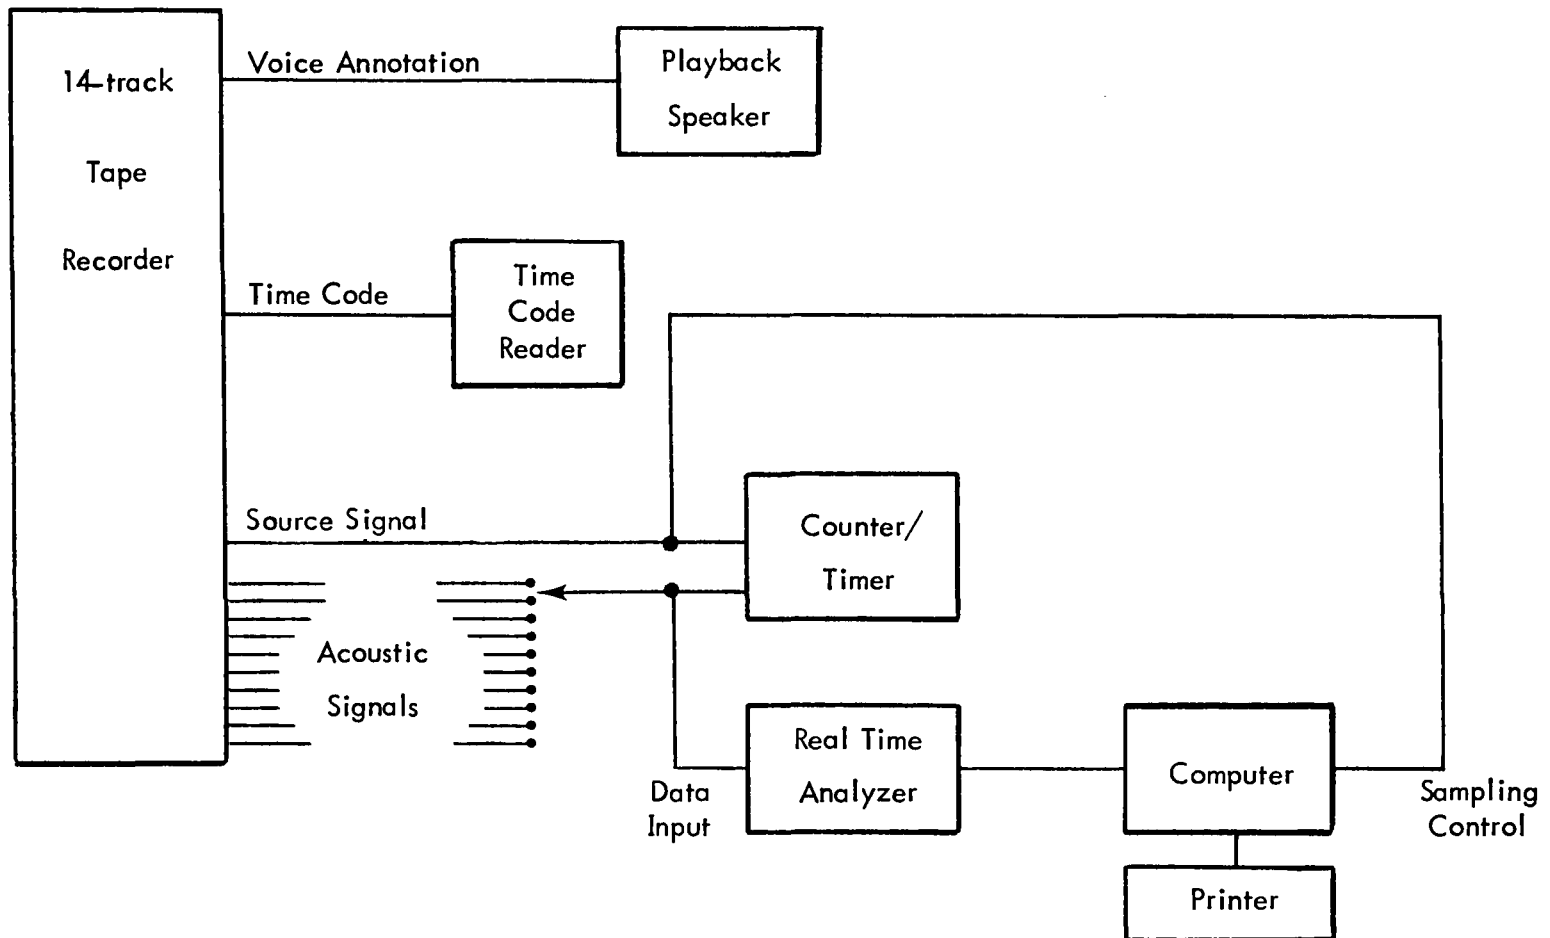 14-track
Tape
Recorder
Voice Annotation
Playback
Speaker
Time Code
Time
Code
Reader
Source Signal
Counter/
Timer
Acoustic
Signals
Data
Input
Real Time
Analyzer
Computer
Sampling
Control
Printer